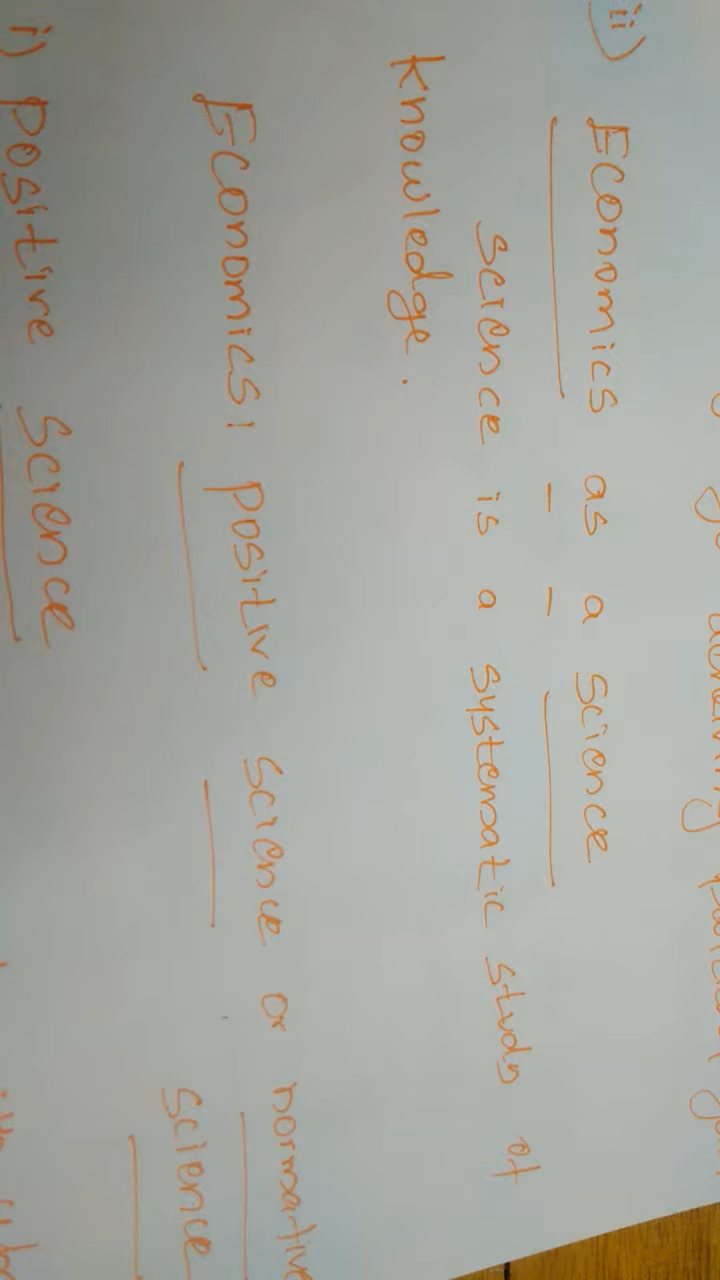 ii) Economics as a science
science is a systematic study of
knowledge.
Economics, positive science or normative
science
i) Positive Science